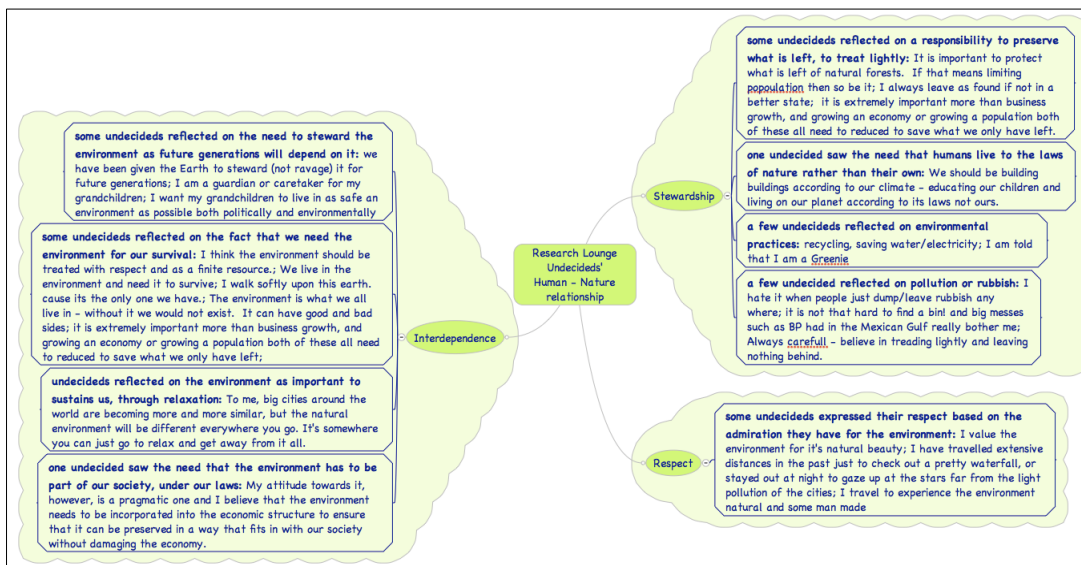 some undecideds reflected on the need to steward the
environment as future generations will depend on it: we
have been given the Earth to steward (not ravage) it for
future generations; I am a guardian or caretaker for my
grandchildren; I want my grandchildren to live in as safe an
environment as possible both politically and environmentally
some undecideds reflected on the fact that we need the
environment for our survival: I think the environment should be
treated with respect and as a finite resource.; We live in the
environment and need it to survive; I walk softly upon this earth.
cause its the only one we have.; The environment is what we all
live in - without it we would not exist. It can have good and bad
sides; it is extremely important more than business growth, and
growing an economy or growing a population both of these all need
to reduced to save what we only have left;
undecideds reflected on the environment as important to
sustains us, through relaxation: To me, big cities around the
world are becoming more and more similar, but the natural
environment will be different everywhere you go. It's somewhere
you can just go to relax and get away from it all.
one undecided saw the need that the environment has to be
part of our society, under our laws: My attitude towards it,
however, is a pragmatic one and I believe that the environment
needs to be incorporated into the economic structure to ensure
that it can be preserved in a way that fits in with our society
without damaging the economy.
Interdependence
Research Lounge
Undecideds'
Human - Nature
relationship
Stewardship
some undecideds reflected on a responsibility to preserve
what is left, to treat lightly: It is important to protect
what is left of natural forests. If that means limiting
popoulation then so be it; I always leave as found if not in a
better state; it is extremely important more than business
growth, and growing an economy or growing a population both
of these all need to reduced to save what we only have left.
one undecided saw the need that humans live to the laws
of nature rather than their own: We should be building
buildings according to our climate - educating our children and
living on our planet according to its laws not ours.
a few undecideds reflected on environmental
practices: recycling, saving water/electricity; I am told
that I am a Greenie
a few undecided reflected on pollution or rubbish: I
hate it when people just dump/leave rubbish any
where; it is not that hard to find a bin! and big messes
such as BP had in the Mexican Gulf really bother me;
Always carefull - believe in treading lightly and leaving
nothing behind.
Respect
some undecideds expressed their respect based on the
admiration they have for the environment: I value the
environment for it's natural beauty; I have travelled extensive
distances in the past just to check out a pretty waterfall, or
stayed out at night to gaze up at the stars far from the light
pollution of the cities; I travel to experience the environment
natural and some man made